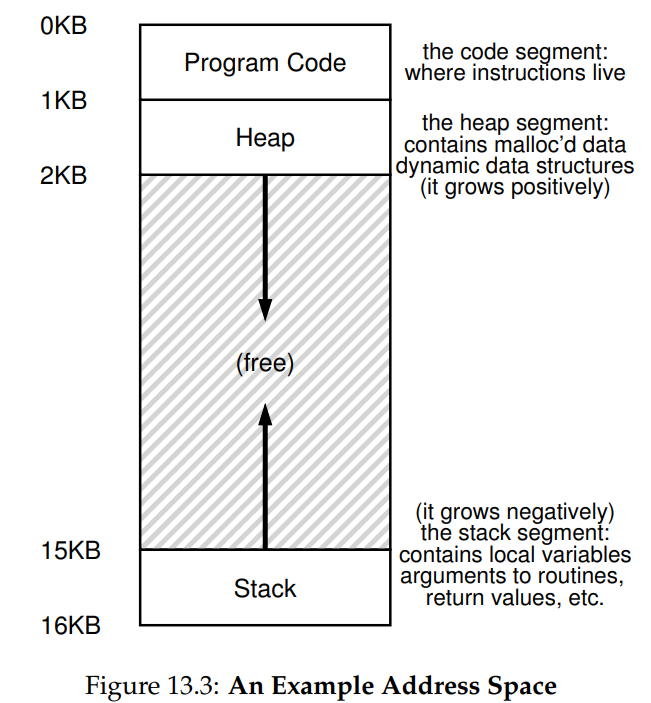 0KB
Program Code
the code segment:
where instructions live
1KB
Heap
the heap segment:
contains malloc’d data
dynamic data structures
(it grows positively)
2KB
(free)
(it grows negatively)
the stack segment:
contains local variables
arguments to routines,
return values, etc.
15KB
Stack
16KB
Figure 13.3: An Example Address Space